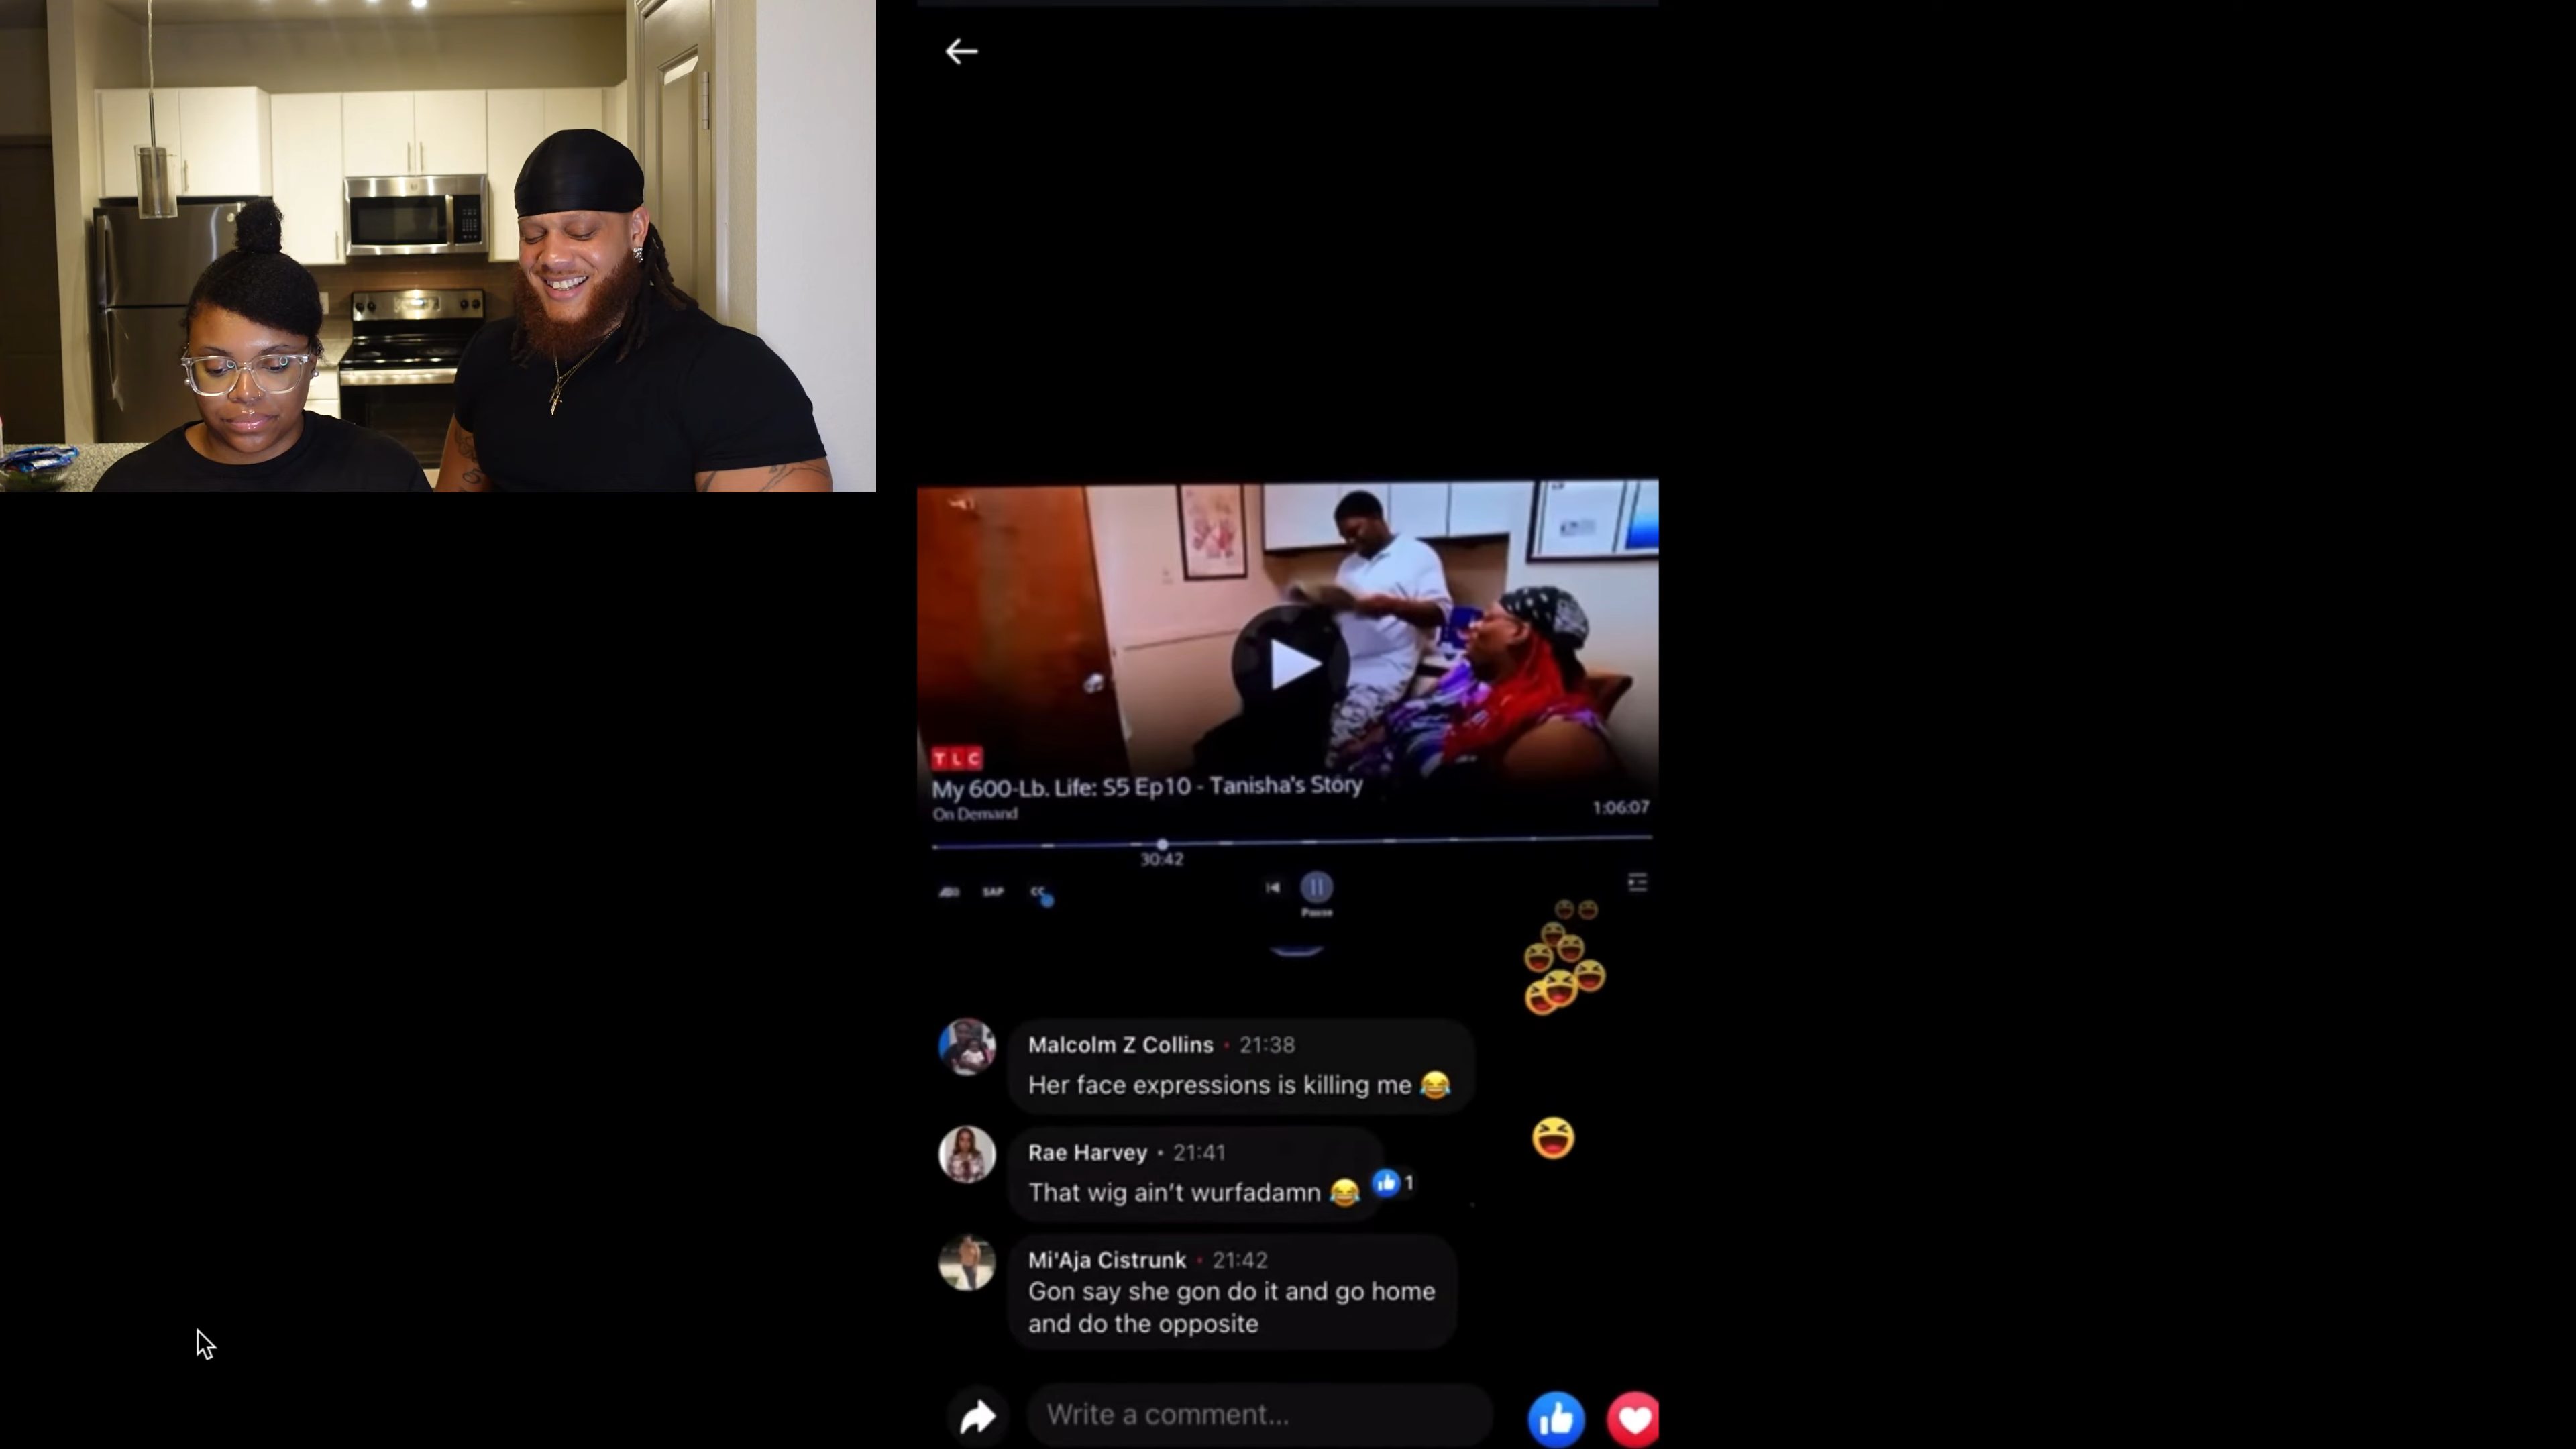 TLC
My 600-Lb. Life: S5 Ep10 - Tanisha's Story
On Demand
1:06:07
30:42
SAP
CC
Pause
Malcolm Z Collins • 21:38
Her face expressions is killing me 😂
Rae Harvey • 21:41
That wig ain't wurfadamn 😂
1
Mi'Aja Cistrunk • 21:42
Gon say she gon do it and go home
and do the opposite
Write a comment...